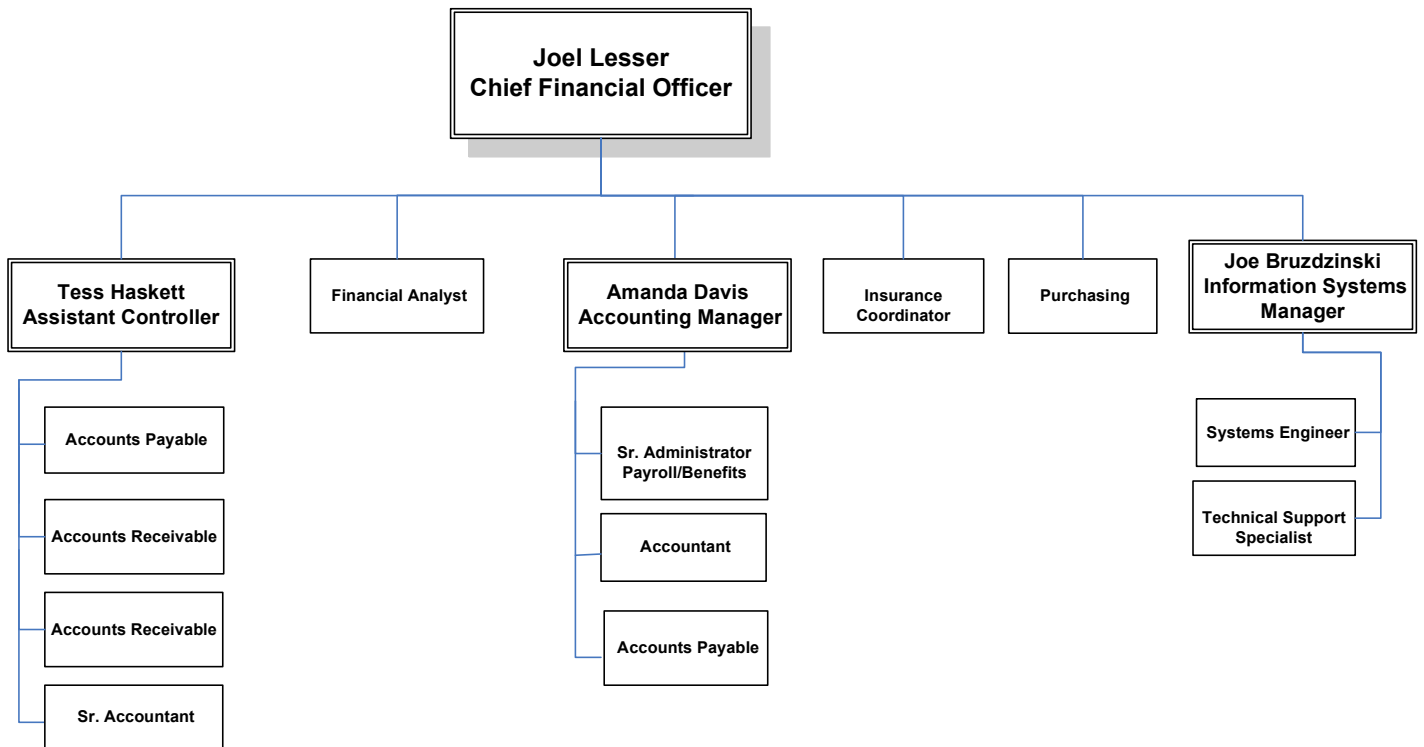 Joel Lesser
Chief Financial Officer
Tess Haskett
Assistant Controller
Financial Analyst
Amanda Davis
Accounting Manager
Insurance
Coordinator
Purchasing
Joe Bruzdzinski
Information Systems
Manager
Accounts Payable
Accounts Receivable
Accounts Receivable
Sr. Accountant
Sr. Administrator
Payroll/Benefits
Accountant
Accounts Payable
Systems Engineer
Technical Support
Specialist